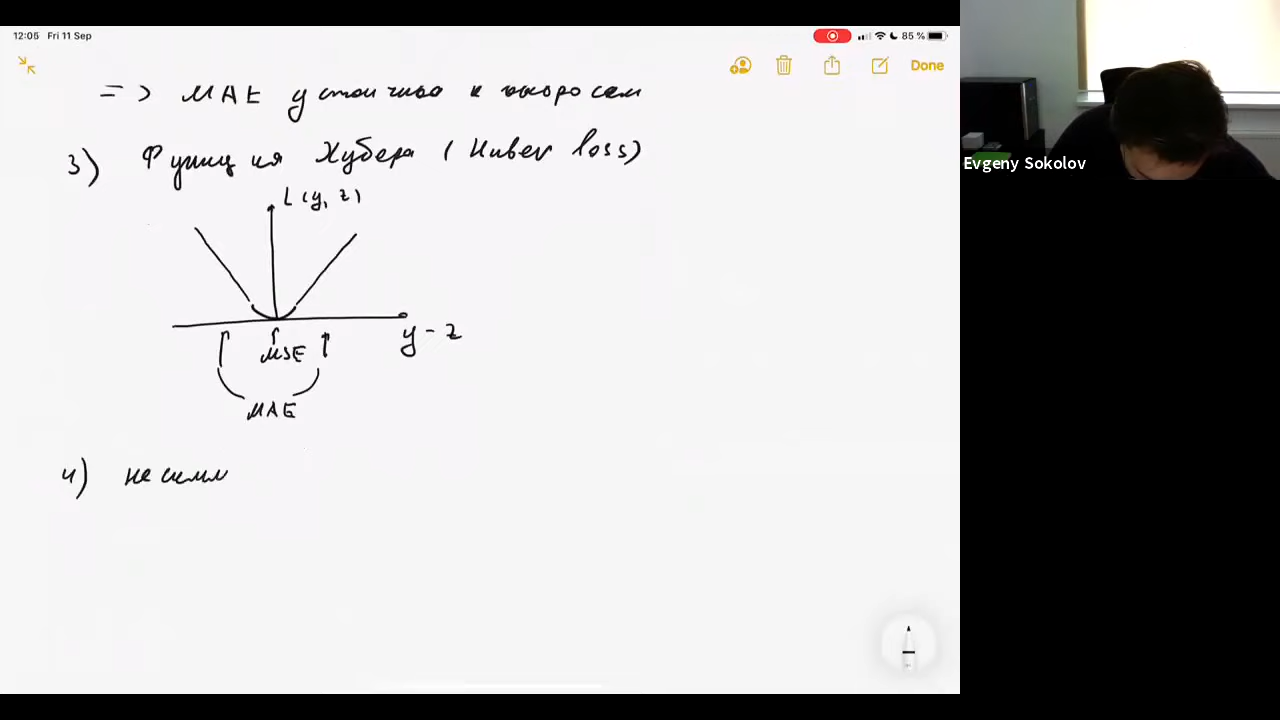 12:05 Fri 11 Sep
85 %
Done
=> MAE устойчиво к выбросам
3) Функция Хубера (Huber loss)
L(y, z)
y - z
MSE
MAE
4) несимм
Evgeny Sokolov